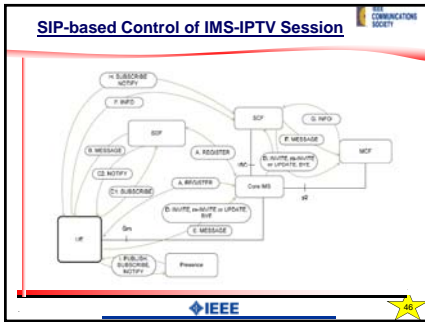 SIP-based Control of IMS-IPTV Session
IEEE
COMMUNICATIONS
SOCIETY
H. SUBSCRIBE
NOTIFY
F. INFO
SCF
G. INFO
SDF
B. MESSAGE
A. REGISTER
E. MESSAGE
MCF
C2. NOTIFY
D. INVITE, re-INVITE
or UPDATE, BYE
C1. SUBSCRIBE
A. REGISTER
Core IMS
D. INVITE, re-INVITE or UPDATE,
BYE
UE
Gm
E. MESSAGE
I. PUBLISH,
SUBSCRIBE,
NOTIFY
Presence
IEEE
46